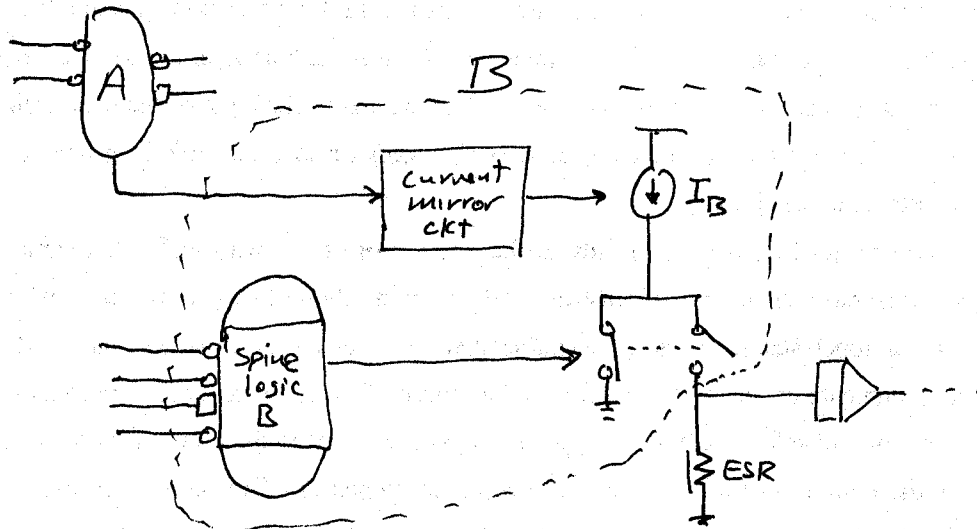 A
B
current
mirror
ckt
I_B
Spine
logic
B
ESR